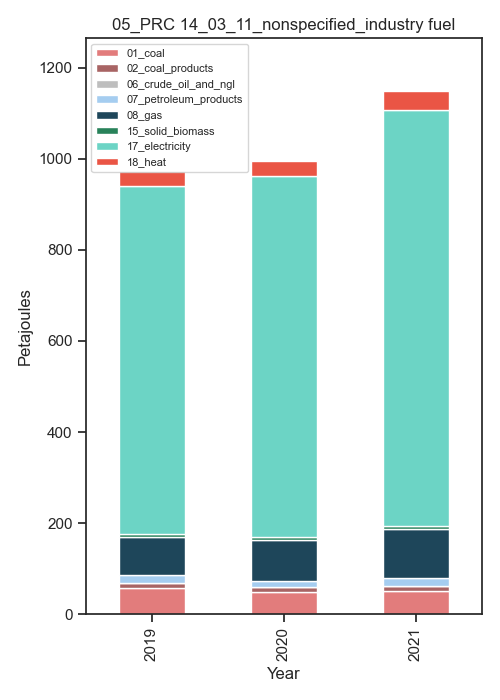 05_PRC 14_03_11_nonspecified_industry fuel
01_coal
02_coal_products
06_crude_oil_and_ngl
07_petroleum_products
08_gas
15_solid_biomass
17_electricity
18_heat
1200
1000
800
600
400
200
0
Petajoules
2019
2020
2021
Year